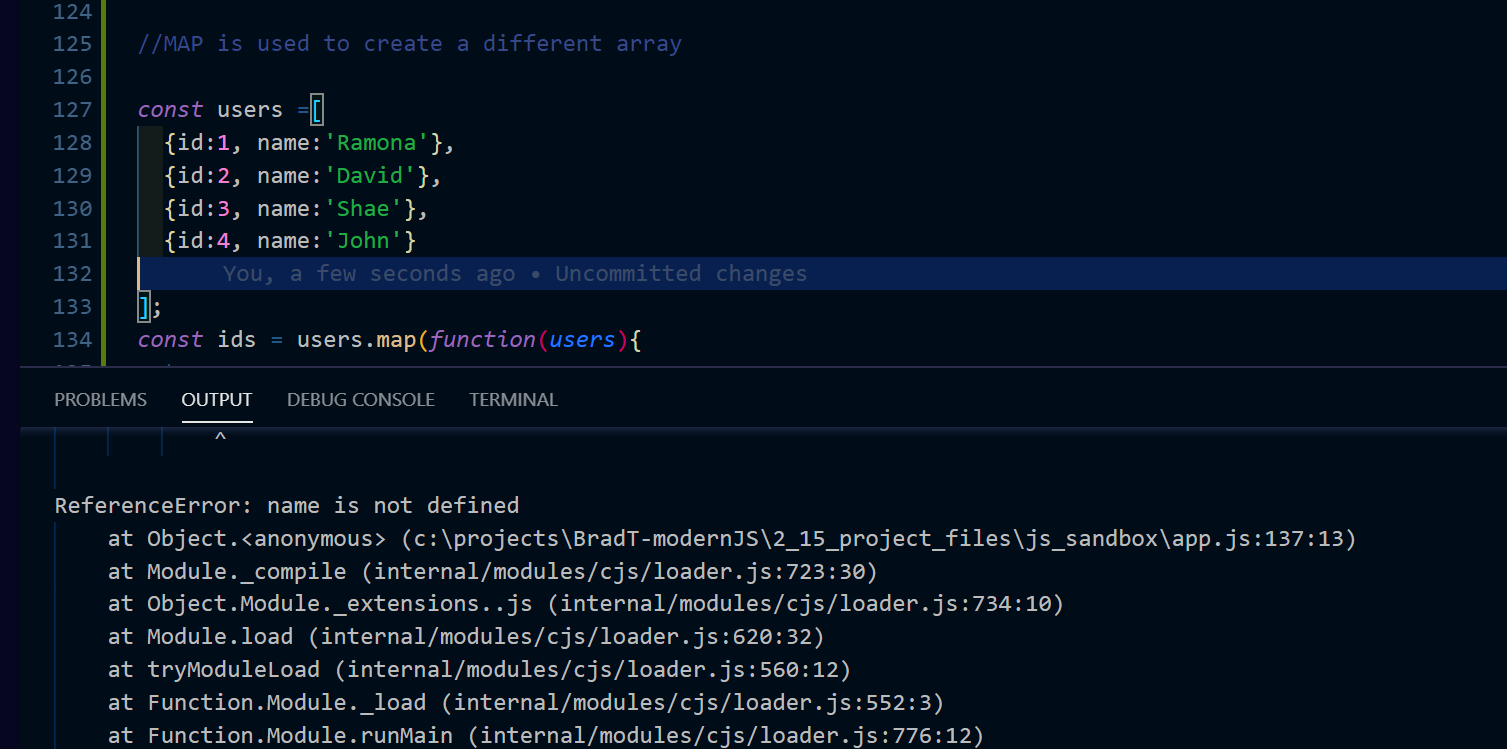 124
125 //MAP is used to create a different array
126
127 const users =[
128 {id:1, name:'Ramona'},
129 {id:2, name:'David'},
130 {id:3, name:'Shae'},
131 {id:4, name:'John'}
132 You, a few seconds ago • Uncommitted changes
133 ];
134 const ids = users.map(function(users){
PROBLEMS OUTPUT DEBUG CONSOLE TERMINAL
^
ReferenceError: name is not defined
at Object.<anonymous> (c:\projects\BradT-modernJS\2_15_project_files\js_sandbox\app.js:137:13)
at Module._compile (internal/modules/cjs/loader.js:723:30)
at Object.Module._extensions..js (internal/modules/cjs/loader.js:734:10)
at Module.load (internal/modules/cjs/loader.js:620:32)
at tryModuleLoad (internal/modules/cjs/loader.js:560:12)
at Function.Module._load (internal/modules/cjs/loader.js:552:3)
at Function.Module.runMain (internal/modules/cjs/loader.js:776:12)